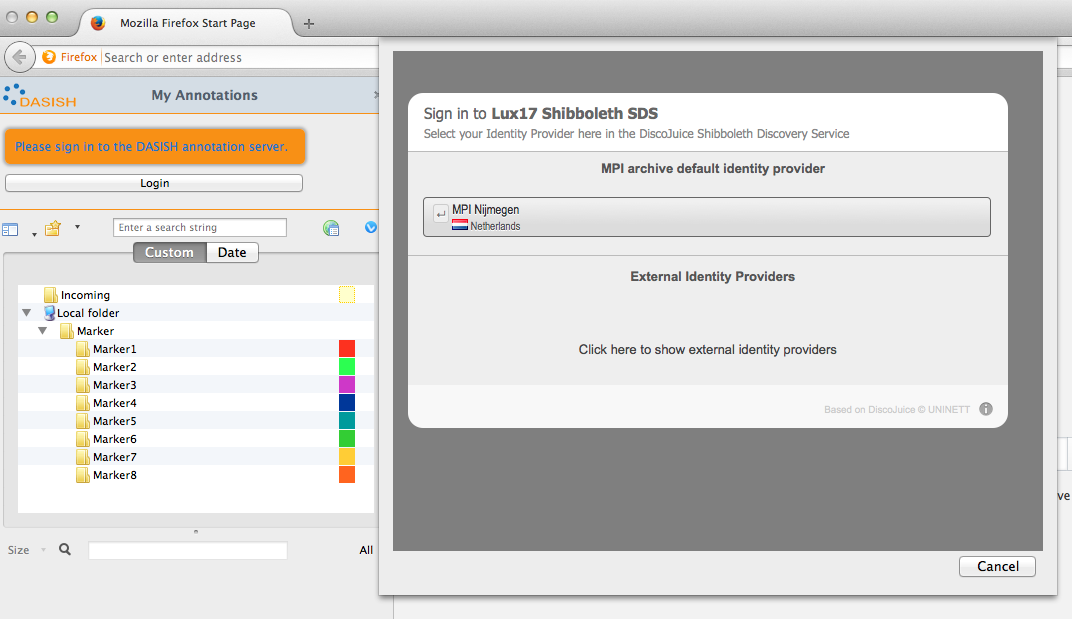 Mozilla Firefox Start Page
Firefox Search or enter address
DASISH
My Annotations
Please sign in to the DASISH annotation server.
Login
Enter a search string
Custom Date
Incoming
Local folder
Marker
Marker1
Marker2
Marker3
Marker4
Marker5
Marker6
Marker7
Marker8
Size
All
Sign in to Lux17 Shibboleth SDS
Select your Identity Provider here in the DiscoJuice Shibboleth Discovery Service
MPI archive default identity provider
MPI Nijmegen
Netherlands
External Identity Providers
Click here to show external identity providers
Based on DiscoJuice © UNINETT
Cancel
ve